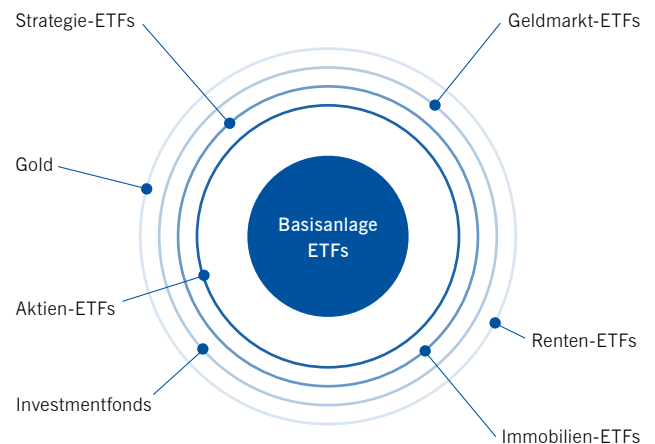 Strategie-ETFs
Geldmarkt-ETFs
Gold
Basisanlage
ETFs
Aktien-ETFs
Renten-ETFs
Investmentfonds
Immobilien-ETFs